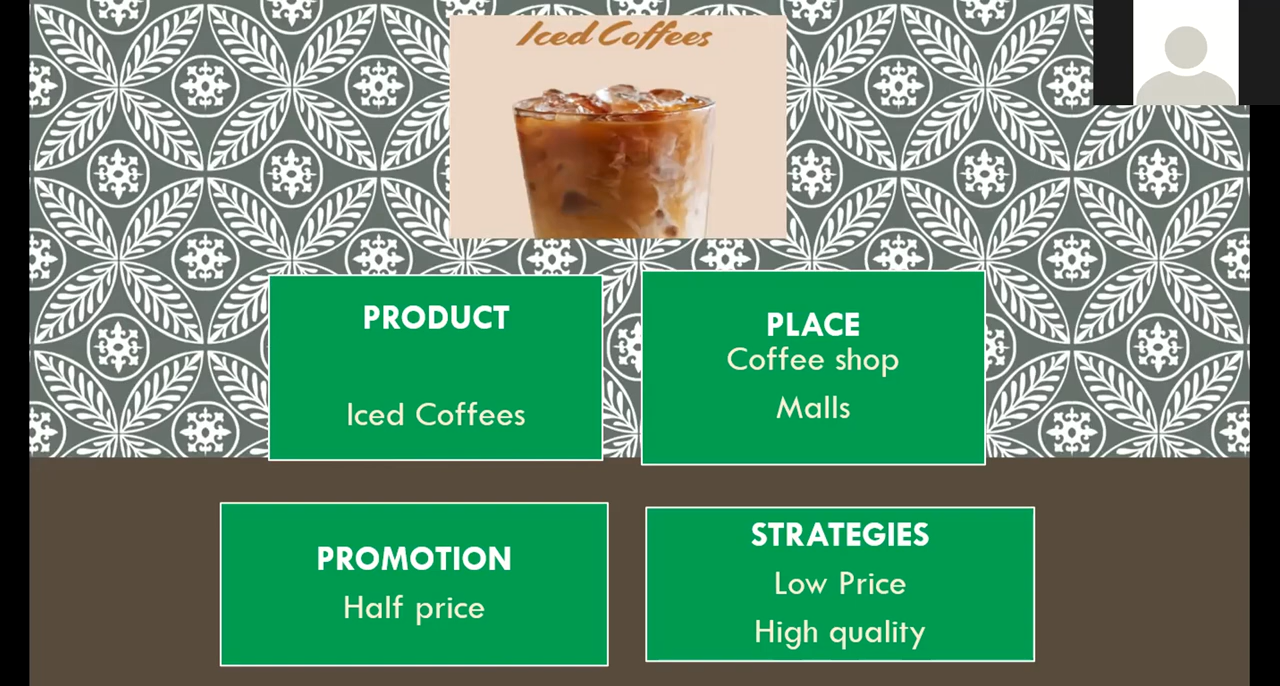 Iced Coffees
PRODUCT
Iced Coffees
PLACE
Coffee shop
Malls
PROMOTION
Half price
STRATEGIES
Low Price
High quality